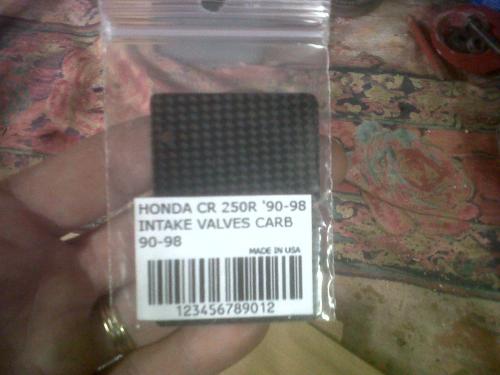 HONDA CR 250R '90-98
INTAKE VALVES CARB
90-98
MADE IN USA
123456789012